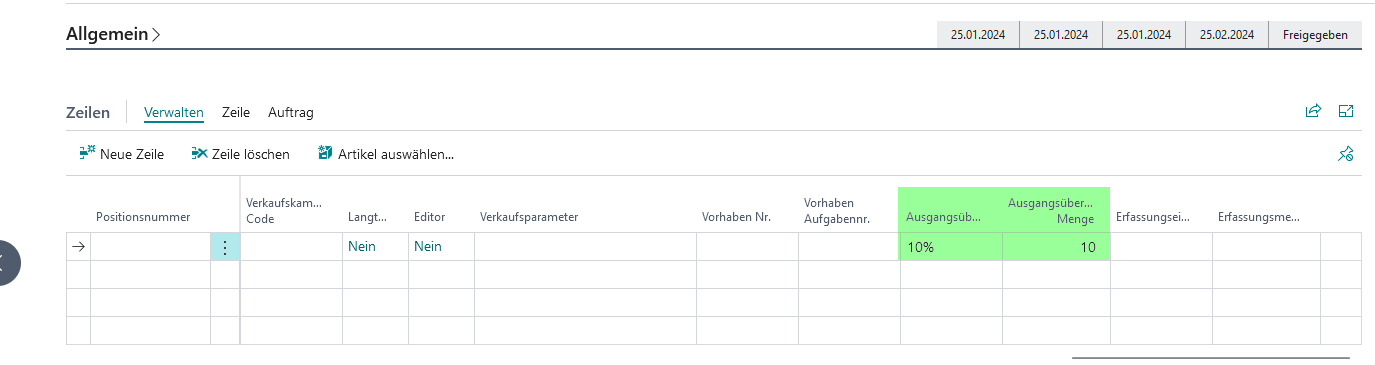 Allgemein
25.01.2024 25.01.2024 25.01.2024 25.02.2024 Freigegeben
Zeilen Verwalten Zeile Auftrag
Neue Zeile Zeile löschen Artikel auswählen...
Positionsnummer Verkaufskam... Code Langt... Editor Verkaufsparameter Vorhaben Nr. Vorhaben Aufgabennr. Ausgangsüb... Ausgangsüber... Menge Erfassungsei... Erfassungsme...
Nein Nein 10% 10